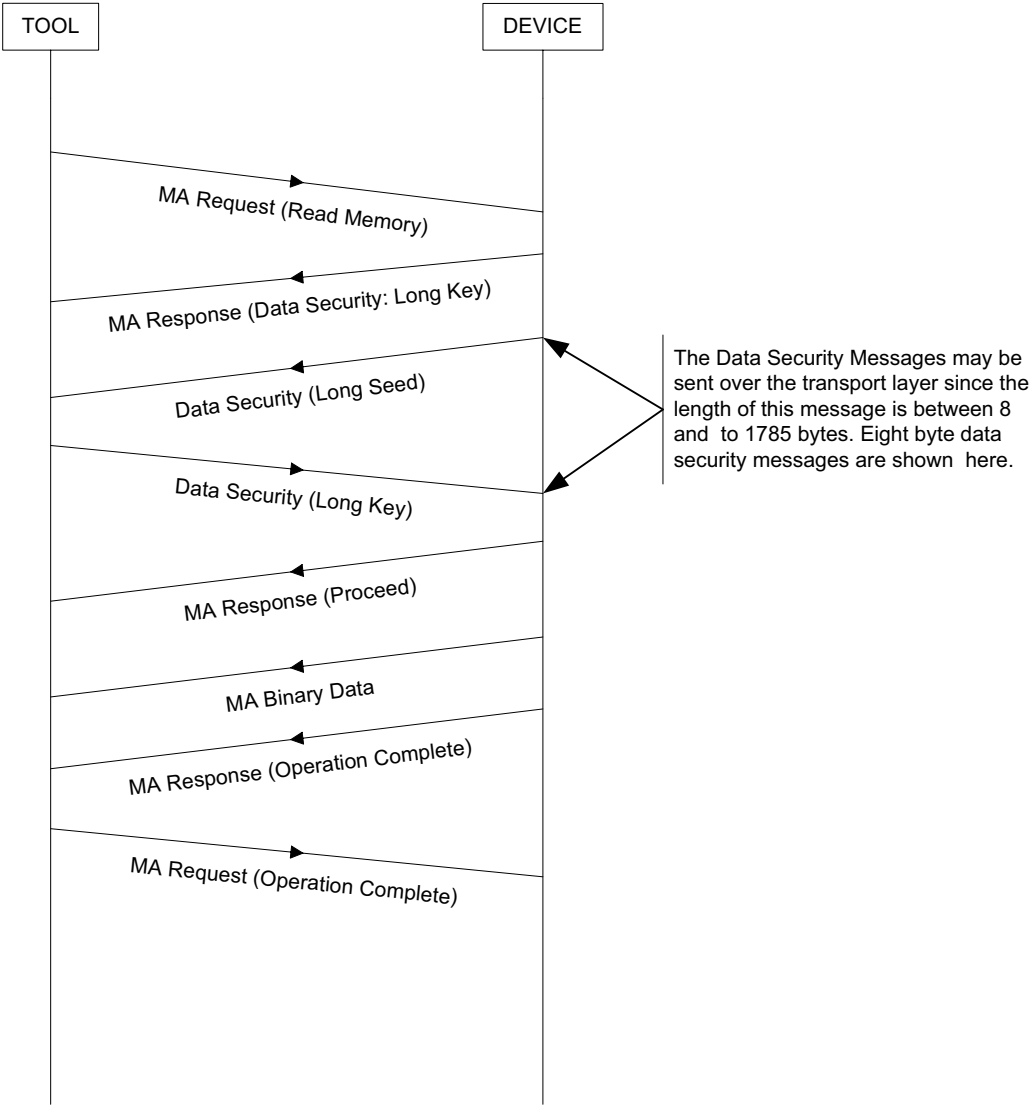 TOOL
DEVICE
MA Request (Read Memory)
MA Response (Data Security: Long Key)
Data Security (Long Seed)
The Data Security Messages may be
sent over the transport layer since the
length of this message is between 8
and  to 1785 bytes. Eight byte data
security messages are shown  here.
Data Security (Long Key)
MA Response (Proceed)
MA Binary Data
MA Response (Operation Complete)
MA Request (Operation Complete)